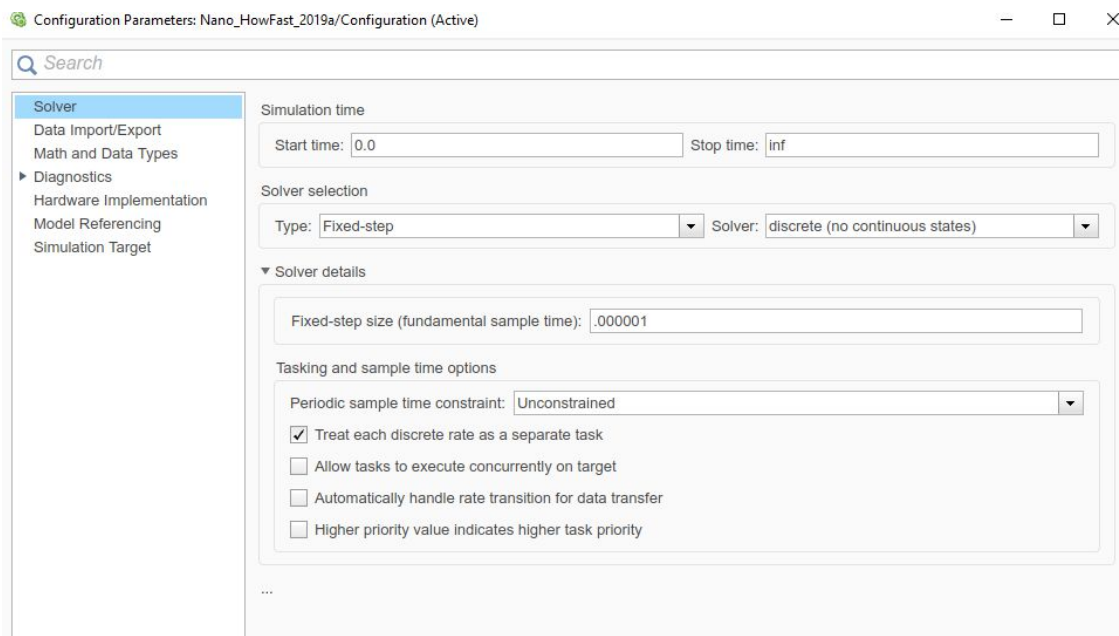 Configuration Parameters: Nano_HowFast_2019a/Configuration (Active)
Search
Solver
Data Import/Export
Math and Data Types
Diagnostics
Hardware Implementation
Model Referencing
Simulation Target
Simulation time
Start time: 0.0 Stop time: inf
Solver selection
Type: Fixed-step Solver: discrete (no continuous states)
Solver details
Fixed-step size (fundamental sample time): .000001
Tasking and sample time options
Periodic sample time constraint: Unconstrained
Treat each discrete rate as a separate task
Allow tasks to execute concurrently on target
Automatically handle rate transition for data transfer
Higher priority value indicates higher task priority
...